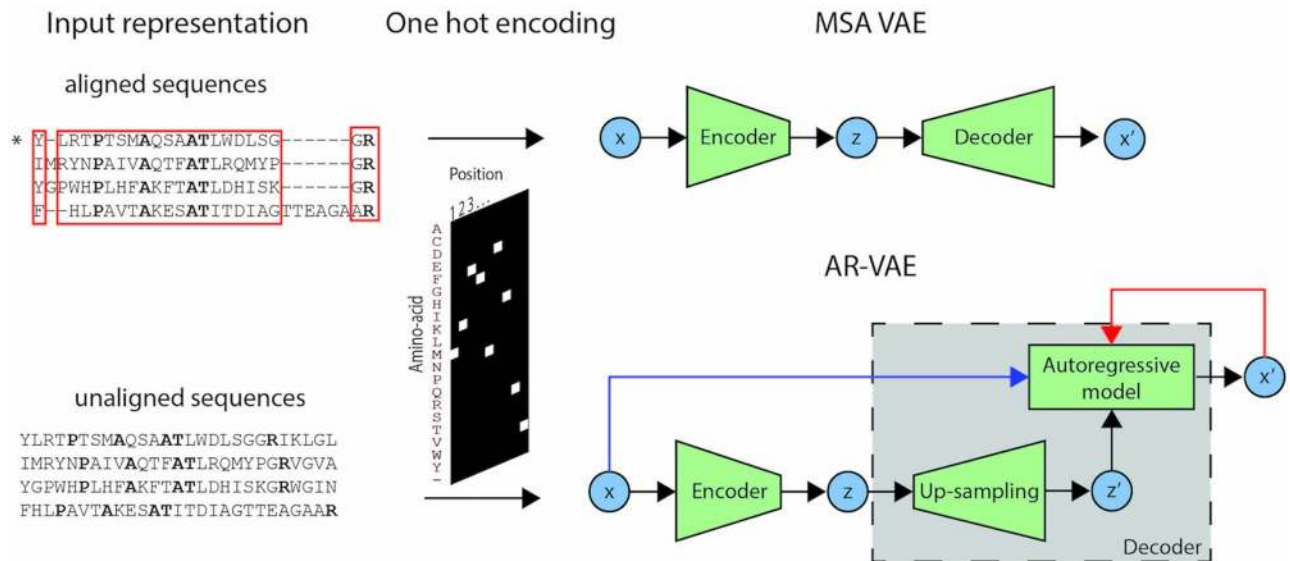 Input representation
One hot encoding
MSA VAE
aligned sequences
* Y-LRTPTSMAQSAATLWDLSG------GR
IMRYNPAIVAQTFATLRQMYP------GR
YGPWHPLHFAKFTATLDHISK------GR
F--HLPAVTAKESATITDIAGTTEAGAAR
x
Encoder
z
Decoder
x'
Position
123...
Amino-acid
A
C
D
E
F
G
H
I
K
L
M
N
P
Q
R
S
T
V
W
Y
-
AR-VAE
Autoregressive
model
x'
unaligned sequences
YLRTPTSMAQSAATLWDLSGGRIKLGL
IMRYNPAIVAQTFATLRQMYPGRVGVA
YGPWHPLHFAKFTATLDHISKGRWGIN
FHLPAVTAKESATITDIAGTTEAGAAR
x
Encoder
z
Up-sampling
z'
Decoder